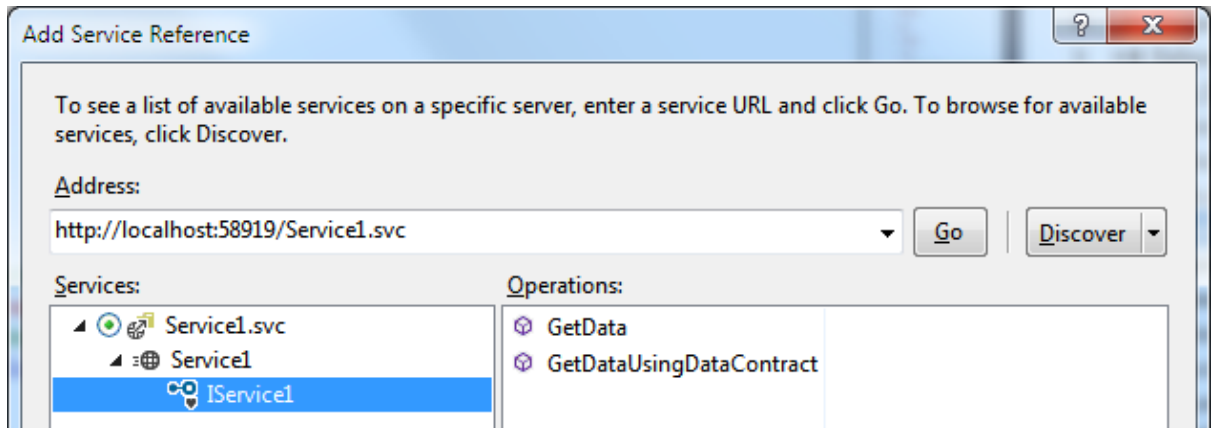 Add Service Reference
To see a list of available services on a specific server, enter a service URL and click Go. To browse for available
services, click Discover.
Address:
http://localhost:58919/Service1.svc
Go
Discover
Services:
Operations:
Service1.svc
GetData
Service1
GetDataUsingDataContract
IService1